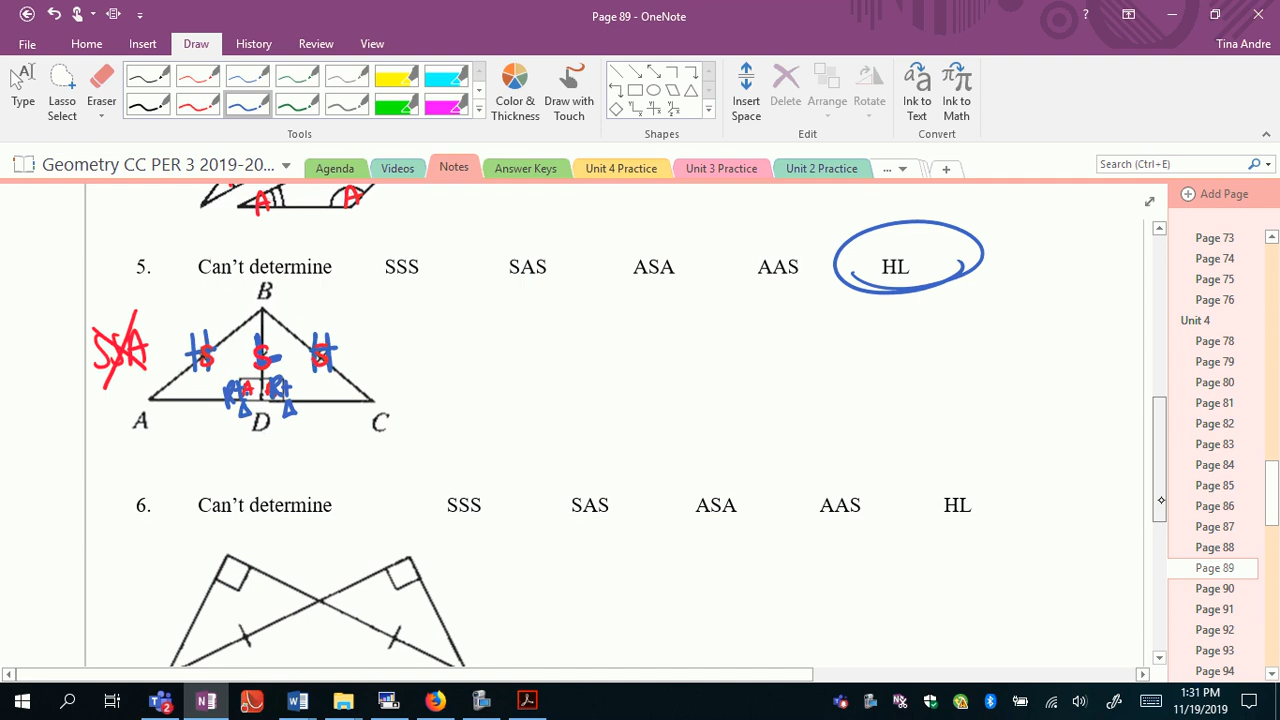 Page 89 - OneNote
?
File Home Insert Draw History Review View
Tina Andre
Type
Lasso Select
Eraser
Color & Thickness
Draw with Touch
Insert Space
Delete
Arrange
Rotate
Ink to Text
Ink to Math
Tools
Shapes
Edit
Convert
Geometry CC PER 3 2019-20...
Agenda Videos Notes Answer Keys Unit 4 Practice Unit 3 Practice Unit 2 Practice ...
Search (Ctrl+E)
Add Page
A A
5. Can't determine SSS SAS ASA AAS HL
B
SSA
H S L S H S
Rt A Rt
Δ Δ
A D C
6. Can't determine SSS SAS ASA AAS HL
Page 73
Page 74
Page 75
Page 76
Unit 4
Page 78
Page 79
Page 80
Page 81
Page 82
Page 83
Page 84
Page 85
Page 86
Page 87
Page 88
Page 89
Page 90
Page 91
Page 92
Page 93
Page 94
1:31 PM
11/19/2019